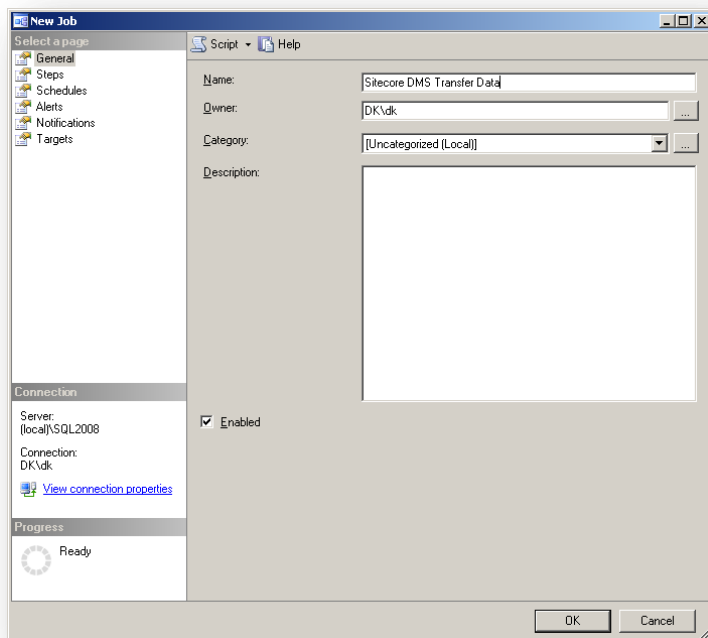 New Job
Select a page
General
Steps
Schedules
Alerts
Notifications
Targets
Script
Help
Name:
Sitecore DMS Transfer Data
Owner:
DK\dk
...
Category:
[Uncategorized (Local)]
...
Description:
Enabled
Connection
Server:
(local)\SQL2008
Connection:
DK\dk
View connection properties
Progress
Ready
OK
Cancel